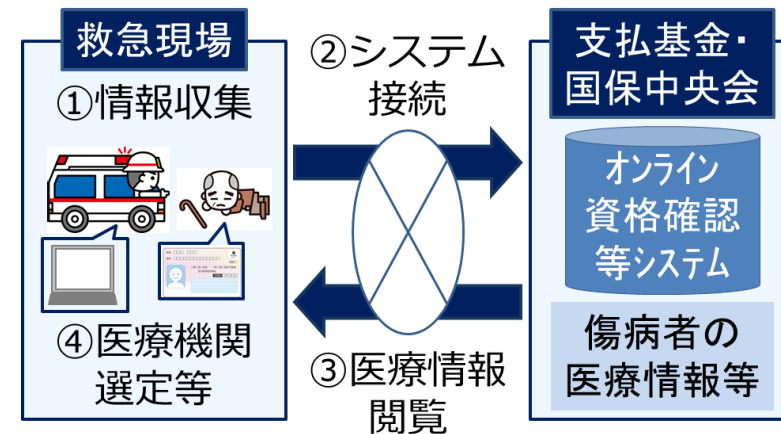 救急現場
①情報収集
④医療機関
選定等
②システム
接続
③医療情報
閲覧
支払基金・
国保中央会
オンライン
資格確認
等システム
傷病者の
医療情報等